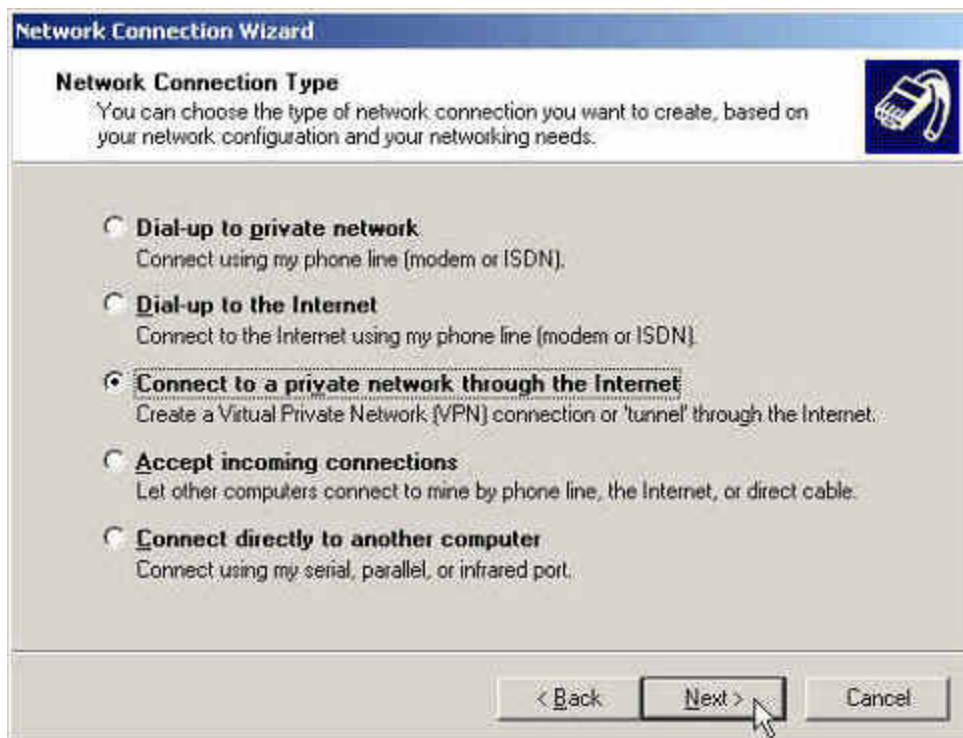 Network Connection Wizard
Network Connection Type
You can choose the type of network connection you want to create, based on
your network configuration and your networking needs.
Dial-up to private network
Connect using my phone line (modem or ISDN).
Dial-up to the Internet
Connect to the Internet using my phone line (modem or ISDN).
Connect to a private network through the Internet
Create a Virtual Private Network (VPN) connection or 'tunnel' through the Internet.
Accept incoming connections
Let other computers connect to mine by phone line, the Internet, or direct cable.
Connect directly to another computer
Connect using my serial, parallel, or infrared port.
< Back Next > Cancel